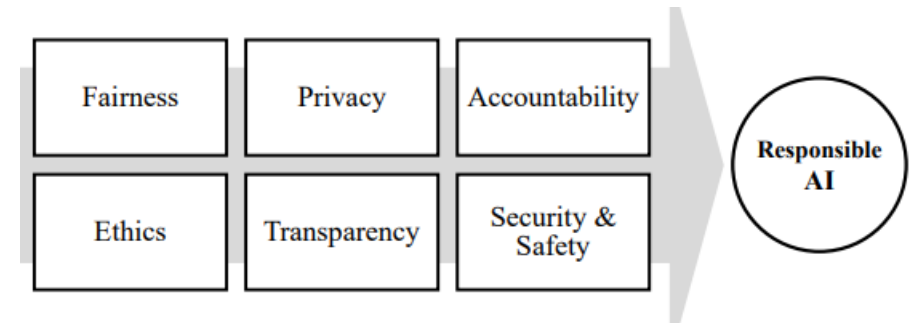 Fairness
Privacy
Accountability
Ethics
Transparency
Security &
Safety
Responsible
AI